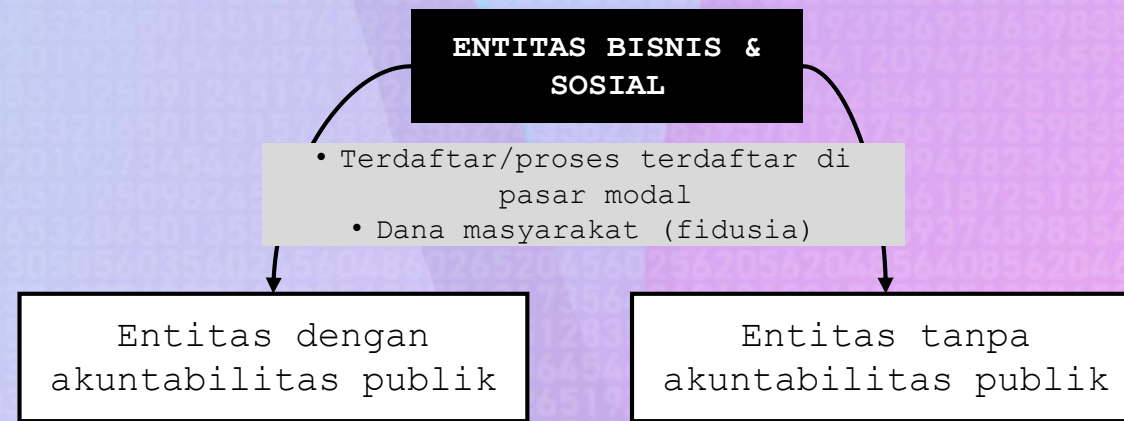 ENTITAS BISNIS &
SOSIAL
• Terdaftar/proses terdaftar di
pasar modal
• Dana masyarakat (fidusia)
Entitas dengan
akuntabilitas publik
Entitas tanpa
akuntabilitas publik